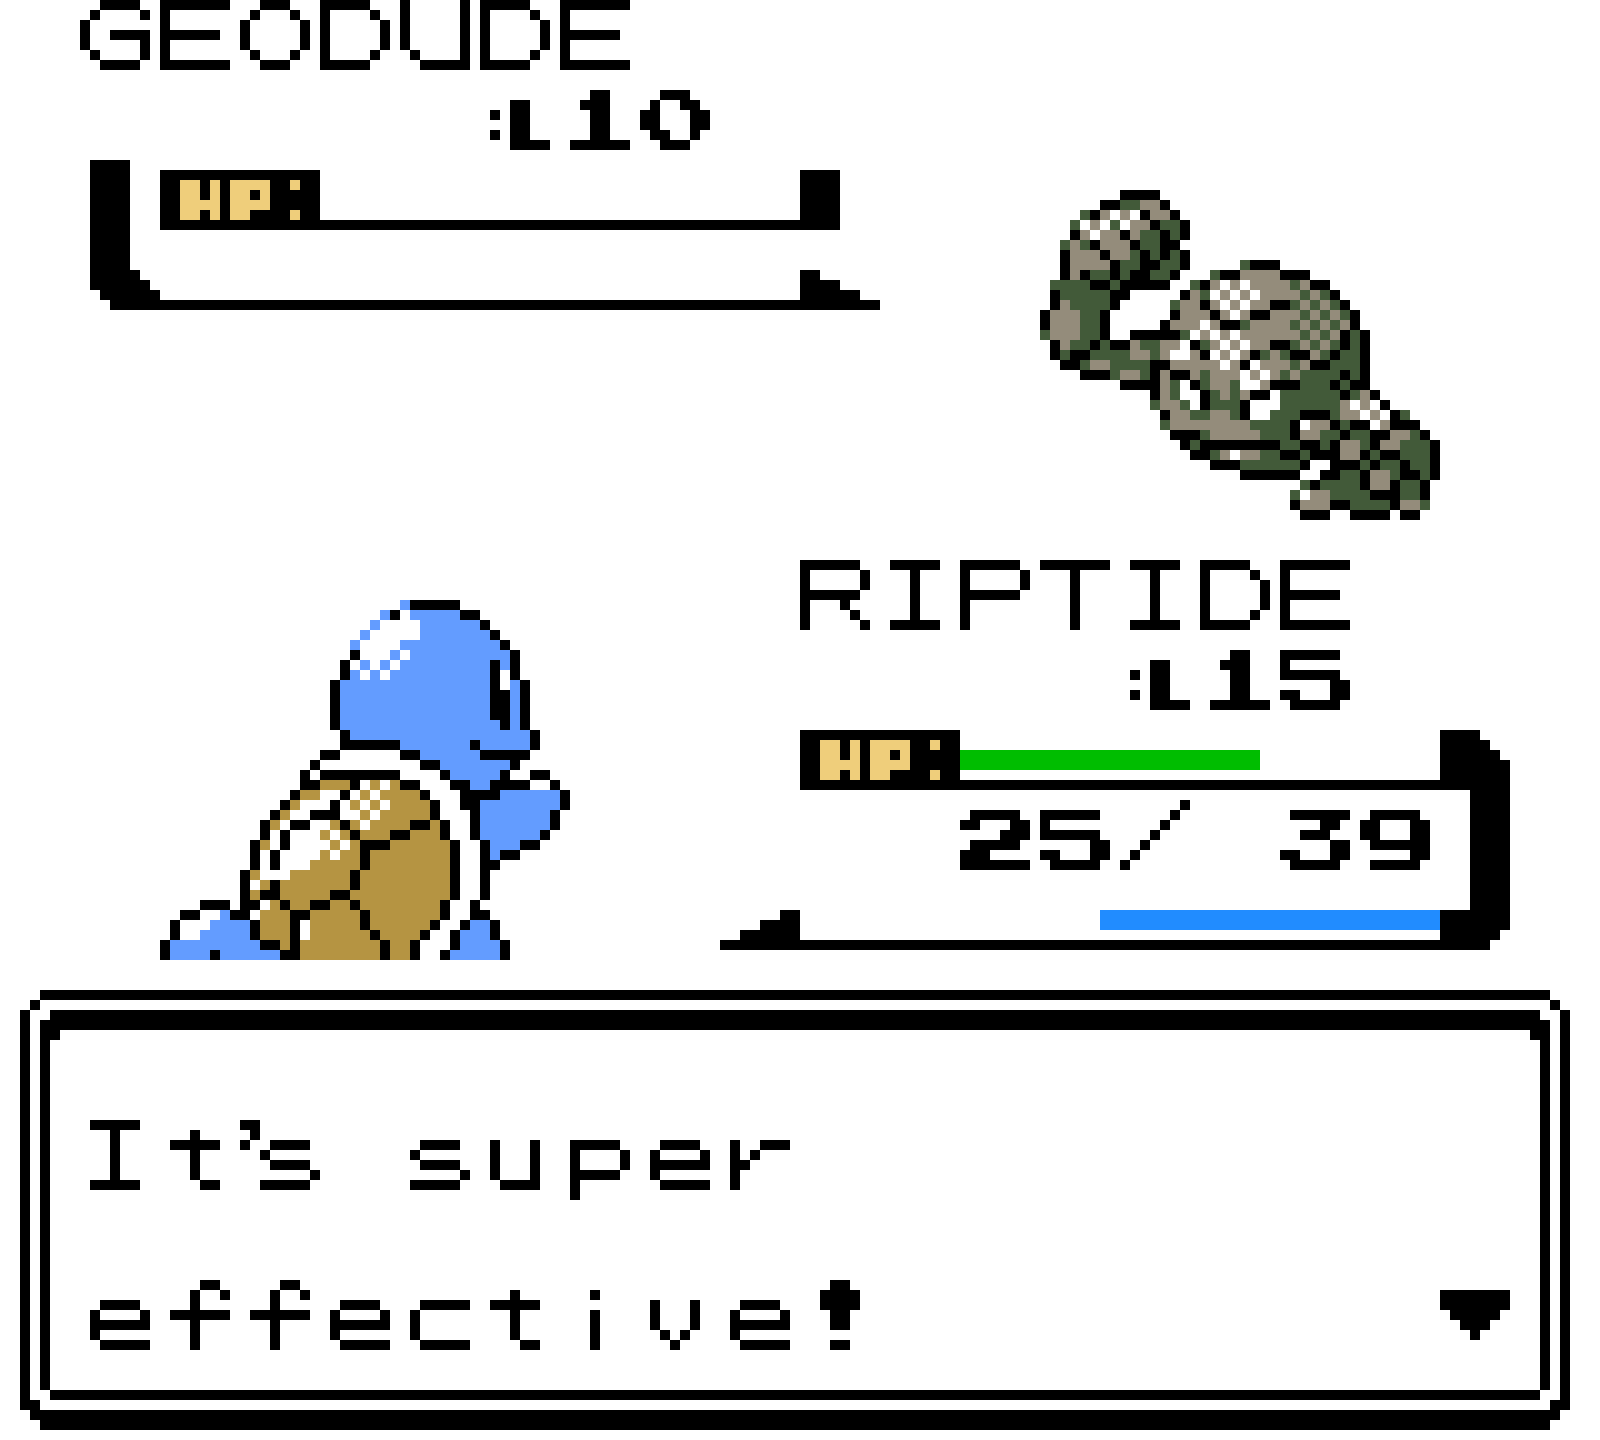 GEODUDE
:L10
HP:
RIPTIDE
:L15
HP:
25/ 39
It's super
effective!